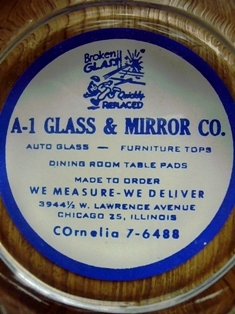 Broken
GLASS
Quickly
REPLACED
A-1 GLASS & MIRROR CO.
AUTO GLASS — FURNITURE TOPS
DINING ROOM TABLE PADS
MADE TO ORDER
WE MEASURE-WE DELIVER
3944½ W. LAWRENCE AVENUE
CHICAGO 25, ILLINOIS
COrnelia 7-6488